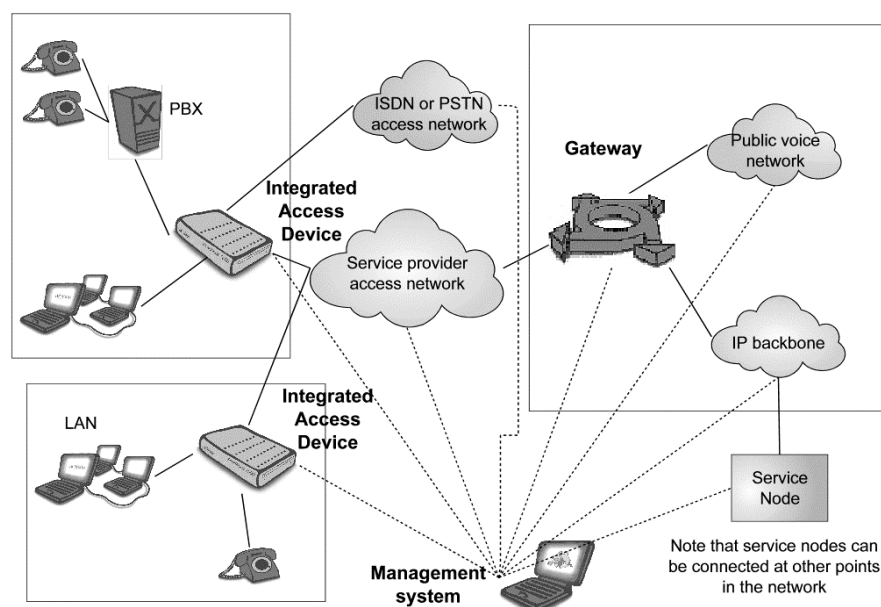 PBX
ISDN or PSTN
access network
Gateway
Public voice
network
Integrated
Access
Device
Service provider
access network
IP backbone
LAN
Integrated
Access
Device
Service
Node
Management
system
Note that service nodes can
be connected at other points
in the network